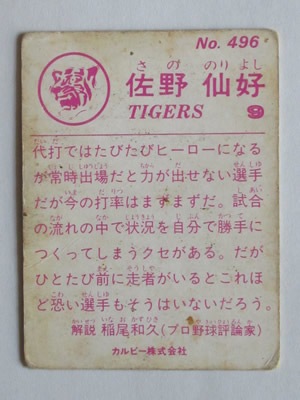 No. 496
さの のりよし
佐野 仙好
TIGERS 9
代打ではたびたびヒーローになる
が常時出場だと力が出せない選手
だが今の打率はまずまずだ。試合
の流れの中で状況を自分で勝手に
つくってしまうクセがある。だが
ひとたび前に走者がいるとこれほ
ど恐い選手もそうはいないだろう。
解説 稲尾和久(プロ野球評論家)
カルビー株式会社